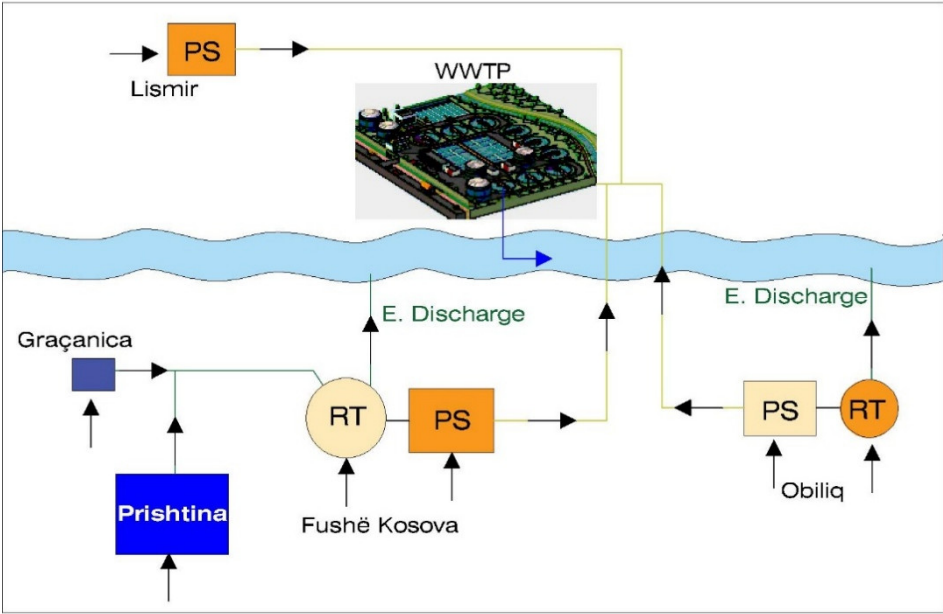 PS
Lismir
WWTP
E. Discharge
E. Discharge
Graçanica
RT
PS
PS
RT
Prishtina
Fushë Kosova
Obiliq